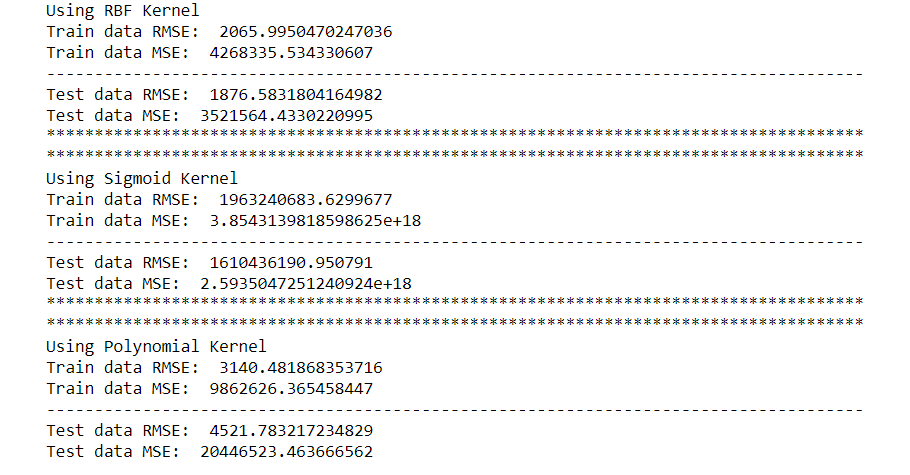 Using RBF Kernel
Train data RMSE:  2065.9950470247036
Train data MSE:  4268335.534330607
-------------------------------------------------------------------------------------
Test data RMSE:  1876.5831804164982
Test data MSE:  3521564.4330220995
*************************************************************************************
*************************************************************************************
Using Sigmoid Kernel
Train data RMSE:  1963240683.6299677
Train data MSE:  3.8543139818598625e+18
-------------------------------------------------------------------------------------
Test data RMSE:  1610436190.950791
Test data MSE:  2.5935047251240924e+18
*************************************************************************************
*************************************************************************************
Using Polynomial Kernel
Train data RMSE:  3140.481868353716
Train data MSE:  9862626.365458447
-------------------------------------------------------------------------------------
Test data RMSE:  4521.783217234829
Test data MSE:  20446523.463666562